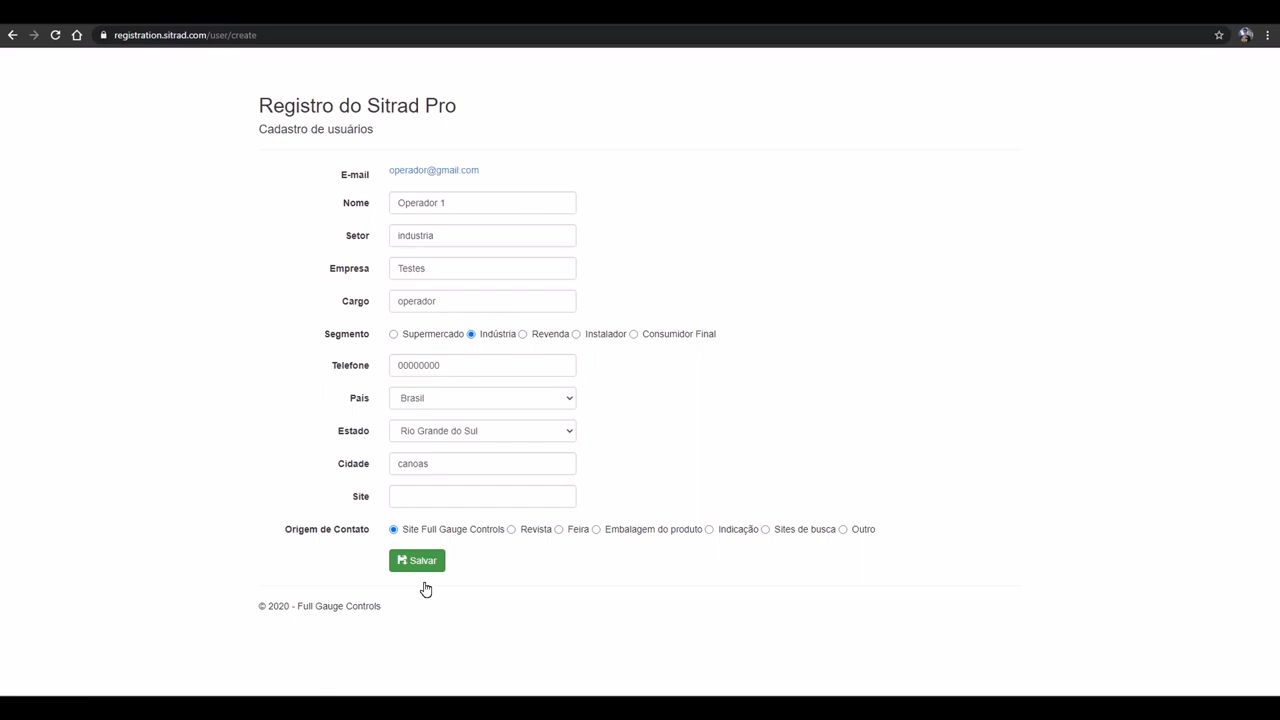 registration.sitrad.com/user/create
Registro do Sitrad Pro
Cadastro de usuários
E-mail operador@gmail.com
Nome Operador 1
Setor industria
Empresa Testes
Cargo operador
Segmento Supermercado Indústria Revenda Instalador Consumidor Final
Telefone 00000000
País Brasil
Estado Rio Grande do Sul
Cidade canoas
Site
Origem de Contato Site Full Gauge Controls Revista Feira Embalagem do produto Indicação Sites de busca Outro
Salvar
© 2020 - Full Gauge Controls